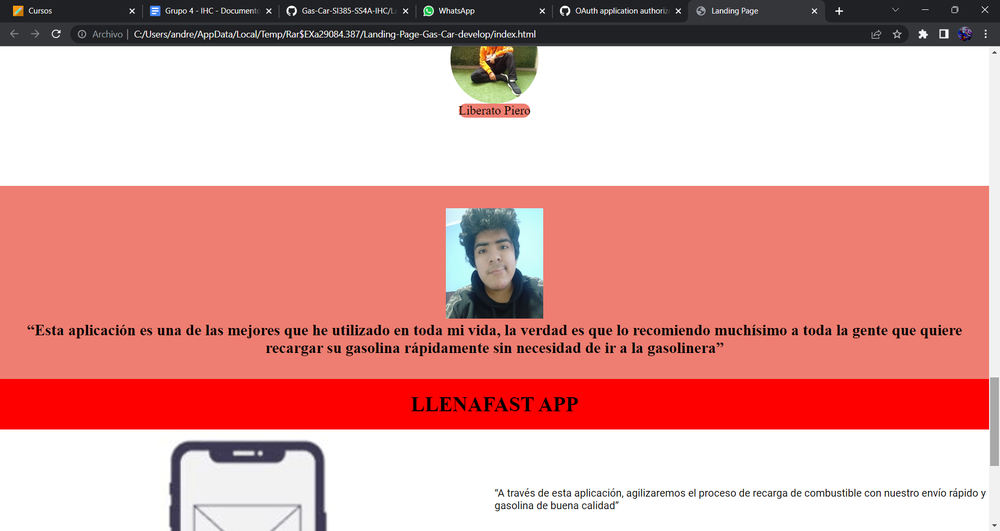 Cursos
Grupo 4 - IHC - Documento
Gas-Car-SI385-SS4A-IHC/La
WhatsApp
OAuth application authoriz
Landing Page
Archivo
C:/Users/andre/AppData/Local/Temp/Rar$EXa29084.387/Landing-Page-Gas-Car-develop/index.html
Liberato Piero
“Esta aplicación es una de las mejores que he utilizado en toda mi vida, la verdad es que lo recomiendo muchísimo a toda la gente que quiere
recargar su gasolina rápidamente sin necesidad de ir a la gasolinera”
LLENAFAST APP
“A través de esta aplicación, agilizaremos el proceso de recarga de combustible con nuestro envío rápido y
gasolina de buena calidad”